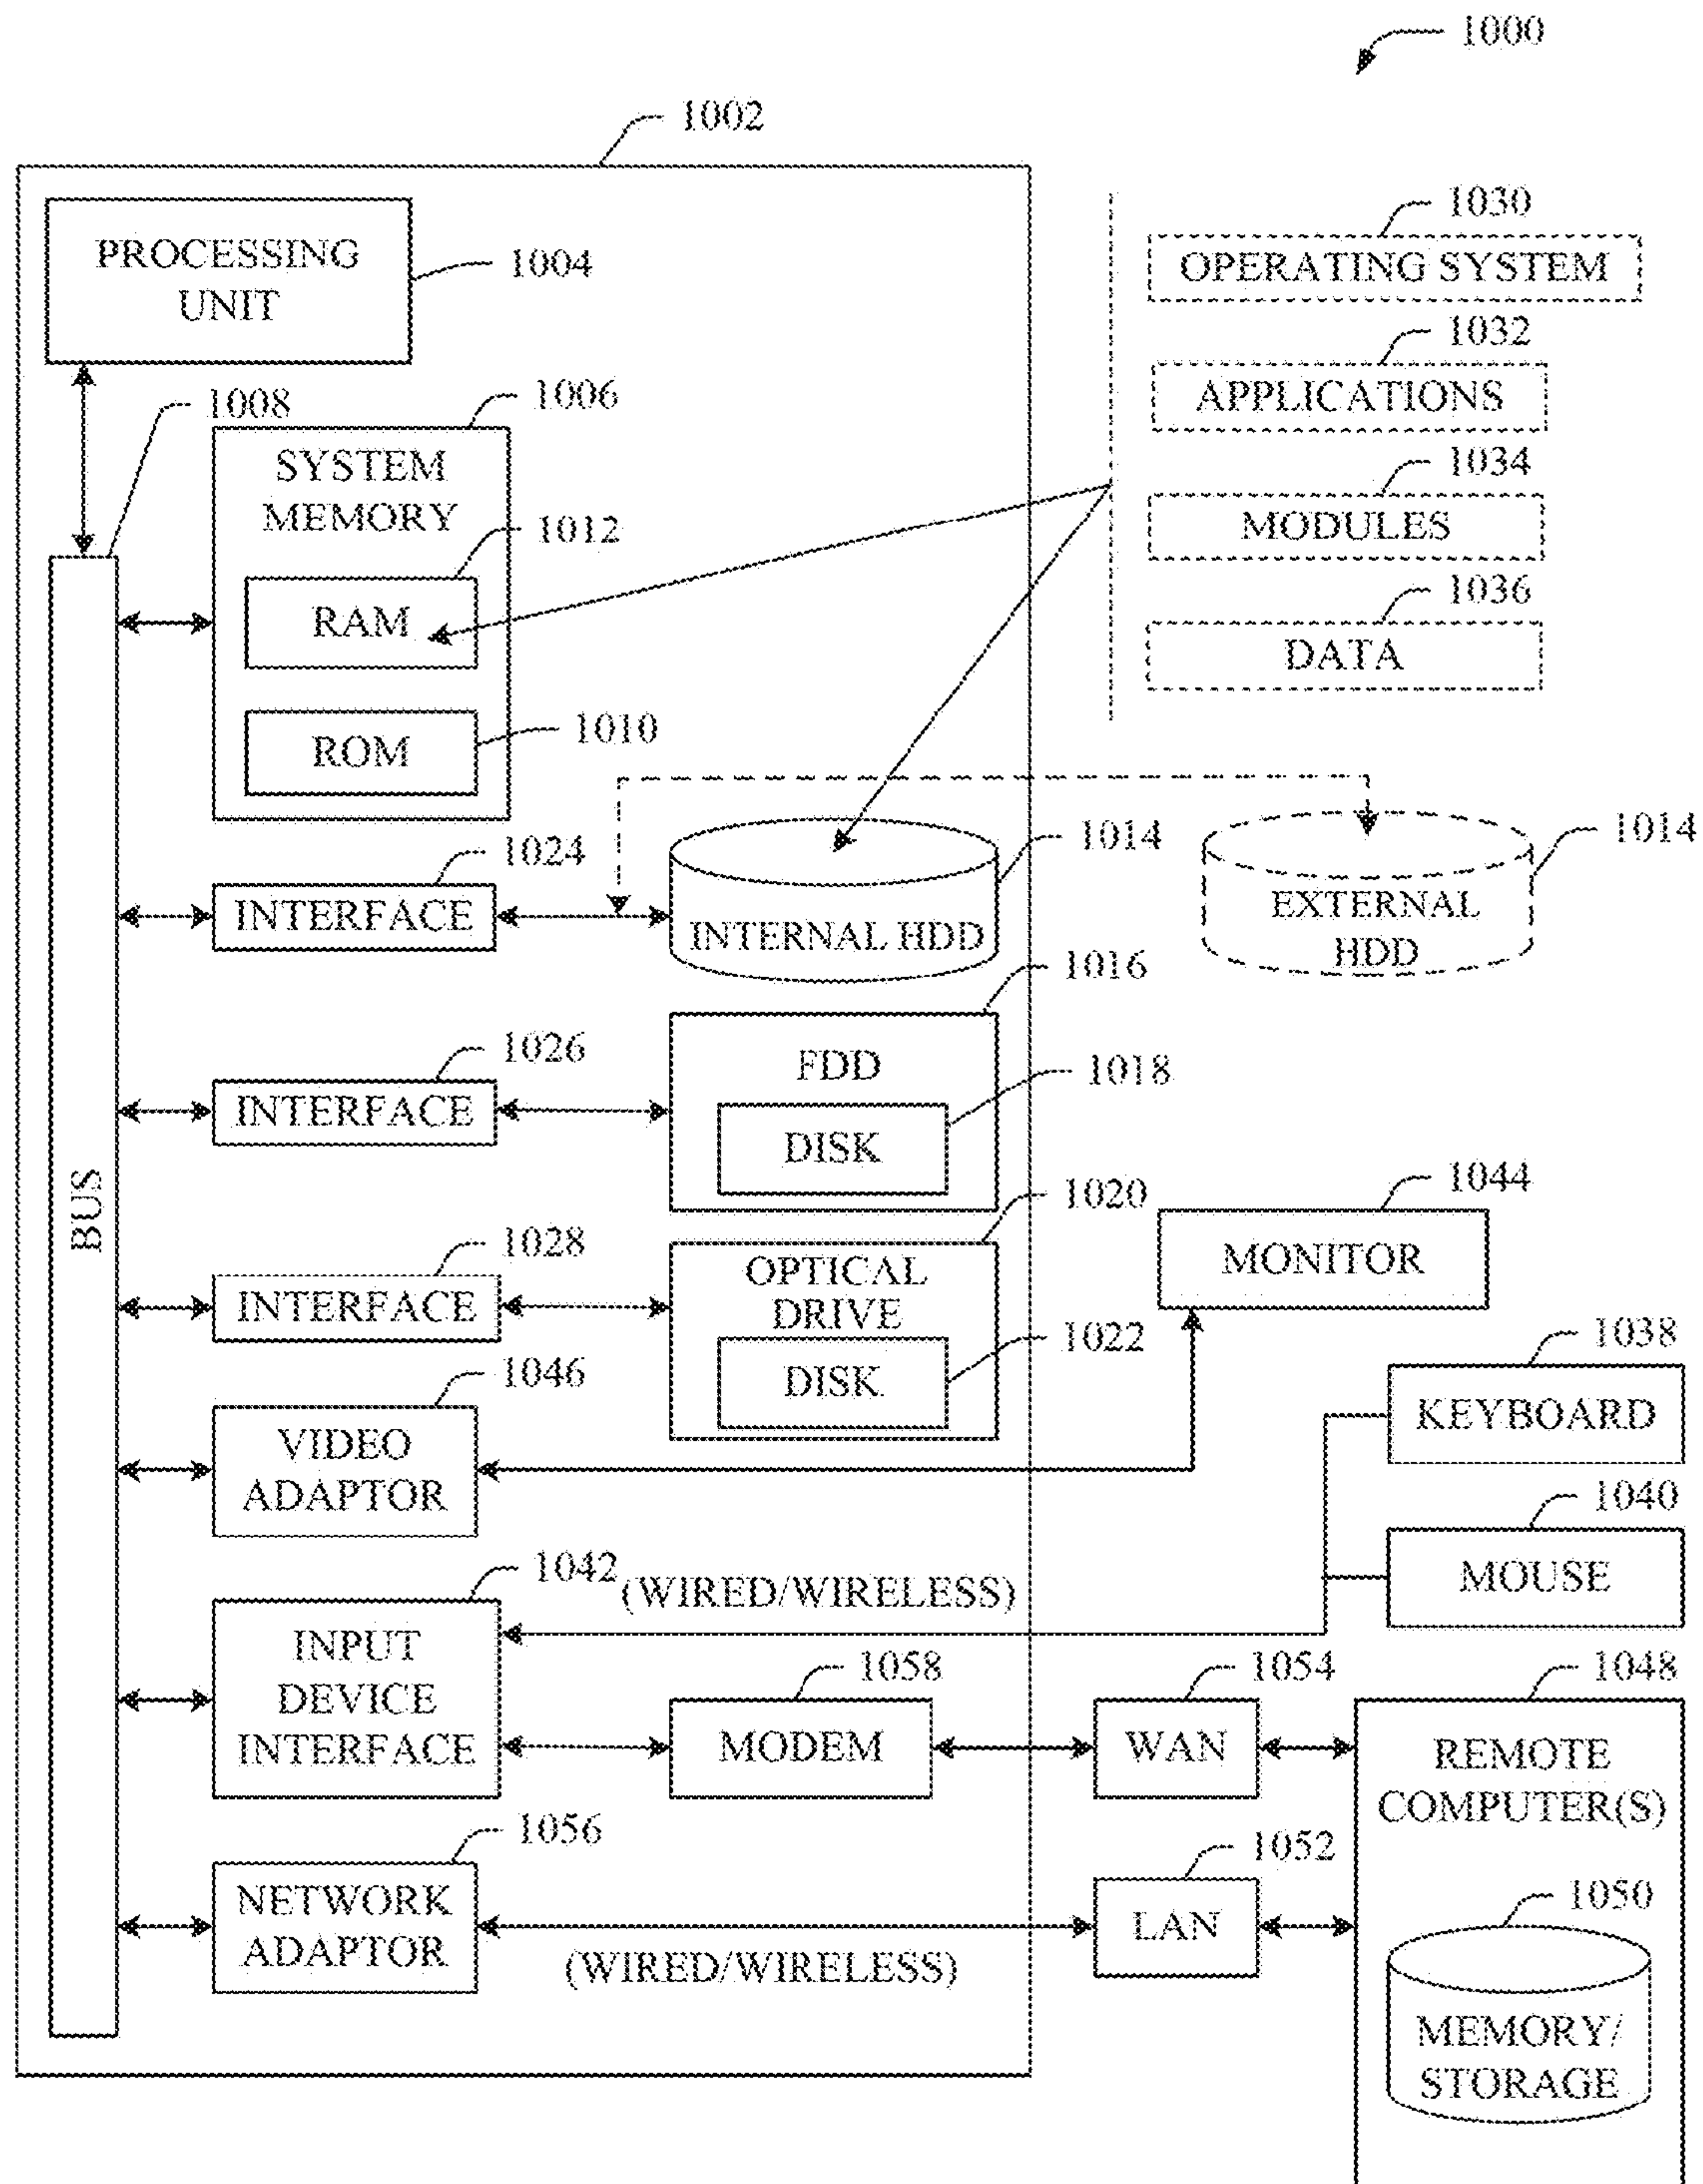 1000
1002
PROCESSING
UNIT
1004
1030
OPERATING SYSTEM
1032
APPLICATIONS
1034
MODULES
1036
DATA
1008
1006
SYSTEM
MEMORY
1012
RAM
1010
ROM
BUS
1024
INTERFACE
1014
INTERNAL HDD
1014
EXTERNAL
HDD
1026
INTERFACE
1016
FDD
1018
DISK
1028
INTERFACE
1020
OPTICAL
DRIVE
1022
DISK
1044
MONITOR
1046
VIDEO
ADAPTOR
1038
KEYBOARD
1040
MOUSE
1042
(WIRED/WIRELESS)
INPUT
DEVICE
INTERFACE
1058
MODEM
1054
WAN
1048
REMOTE
COMPUTER(S)
1056
NETWORK
ADAPTOR
(WIRED/WIRELESS)
1052
LAN
1050
MEMORY/
STORAGE